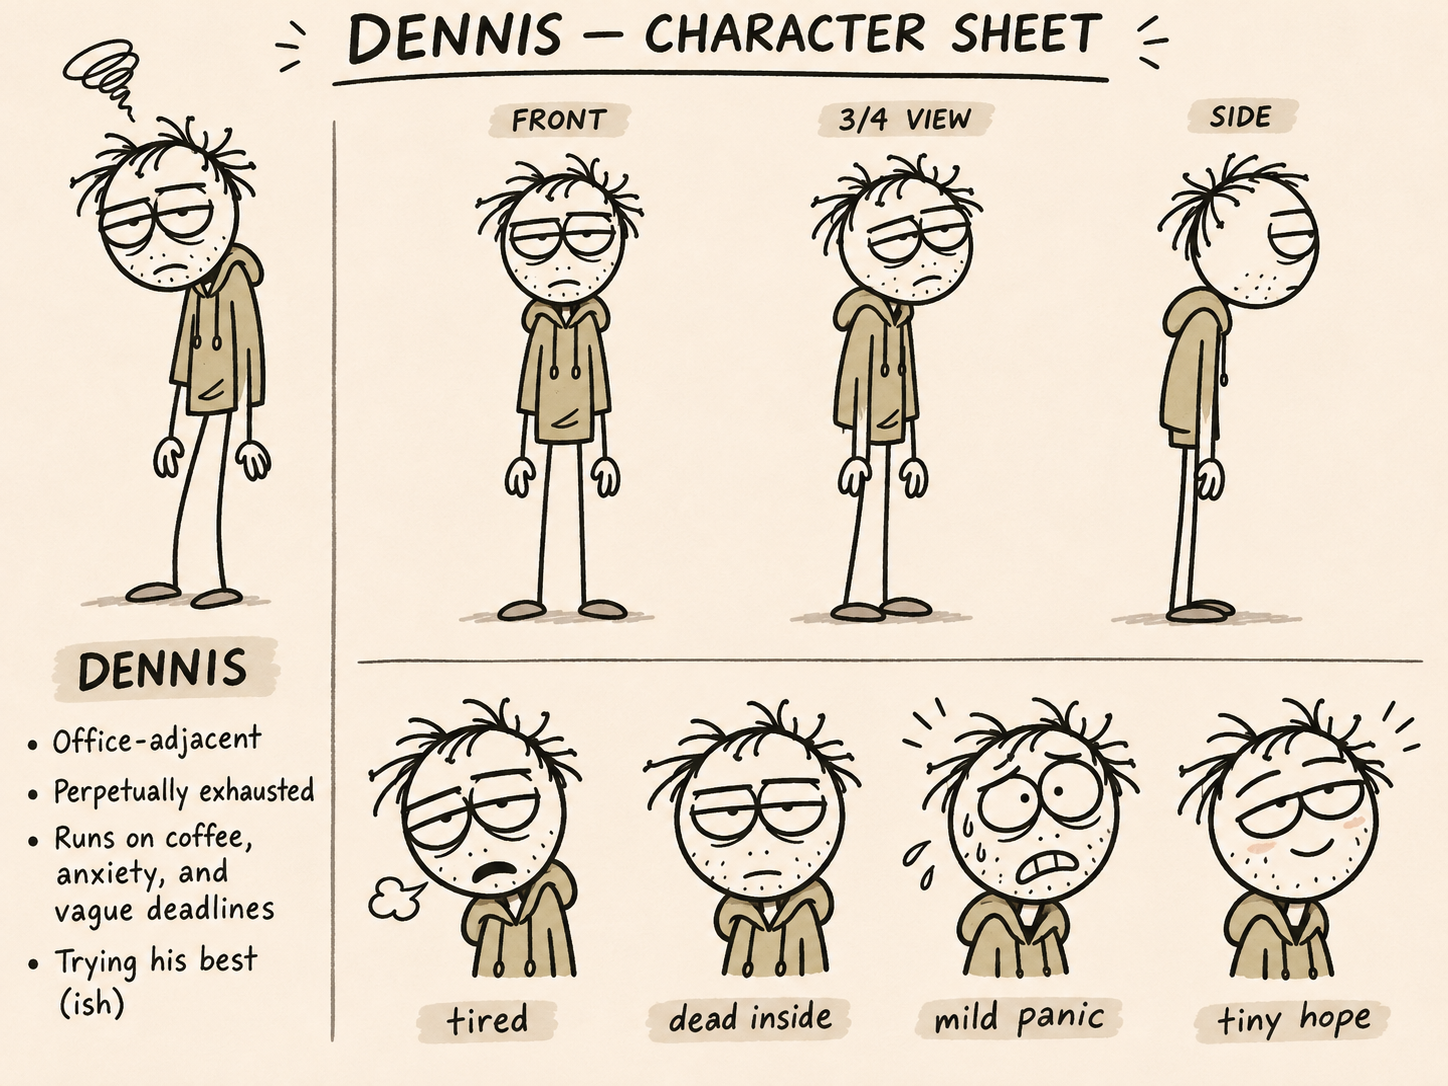 DENNIS — CHARACTER SHEET
FRONT
3/4 VIEW
SIDE
DENNIS
• Office-adjacent
• Perpetually exhausted
• Runs on coffee,
anxiety, and
vague deadlines
• Trying his best
(ish)
tired
dead inside
mild panic
tiny hope